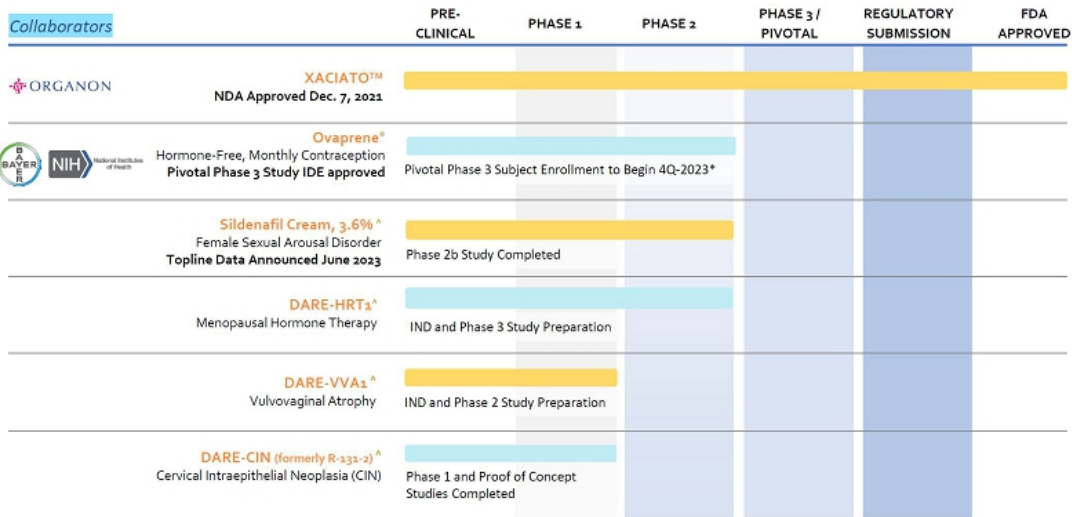 Collaborators
PRE-
CLINICAL
PHASE 1
PHASE 2
PHASE 3 /
PIVOTAL
REGULATORY
SUBMISSION
FDA
APPROVED
ORGANON
XACIATO™
NDA Approved Dec. 7, 2021
BAYER
BAYER
NIH
National Institutes
of Health
Ovaprene®
Hormone-Free, Monthly Contraception
Pivotal Phase 3 Study IDE approved
Pivotal Phase 3 Subject Enrollment to Begin 4Q-2023*
Sildenafil Cream, 3.6% ^
Female Sexual Arousal Disorder
Topline Data Announced June 2023
Phase 2b Study Completed
DARE-HRT1^
Menopausal Hormone Therapy
IND and Phase 3 Study Preparation
DARE-VVA1 ^
Vulvovaginal Atrophy
IND and Phase 2 Study Preparation
DARE-CIN (formerly R-131-2) ^
Cervical Intraepithelial Neoplasia (CIN)
Phase 1 and Proof of Concept
Studies Completed